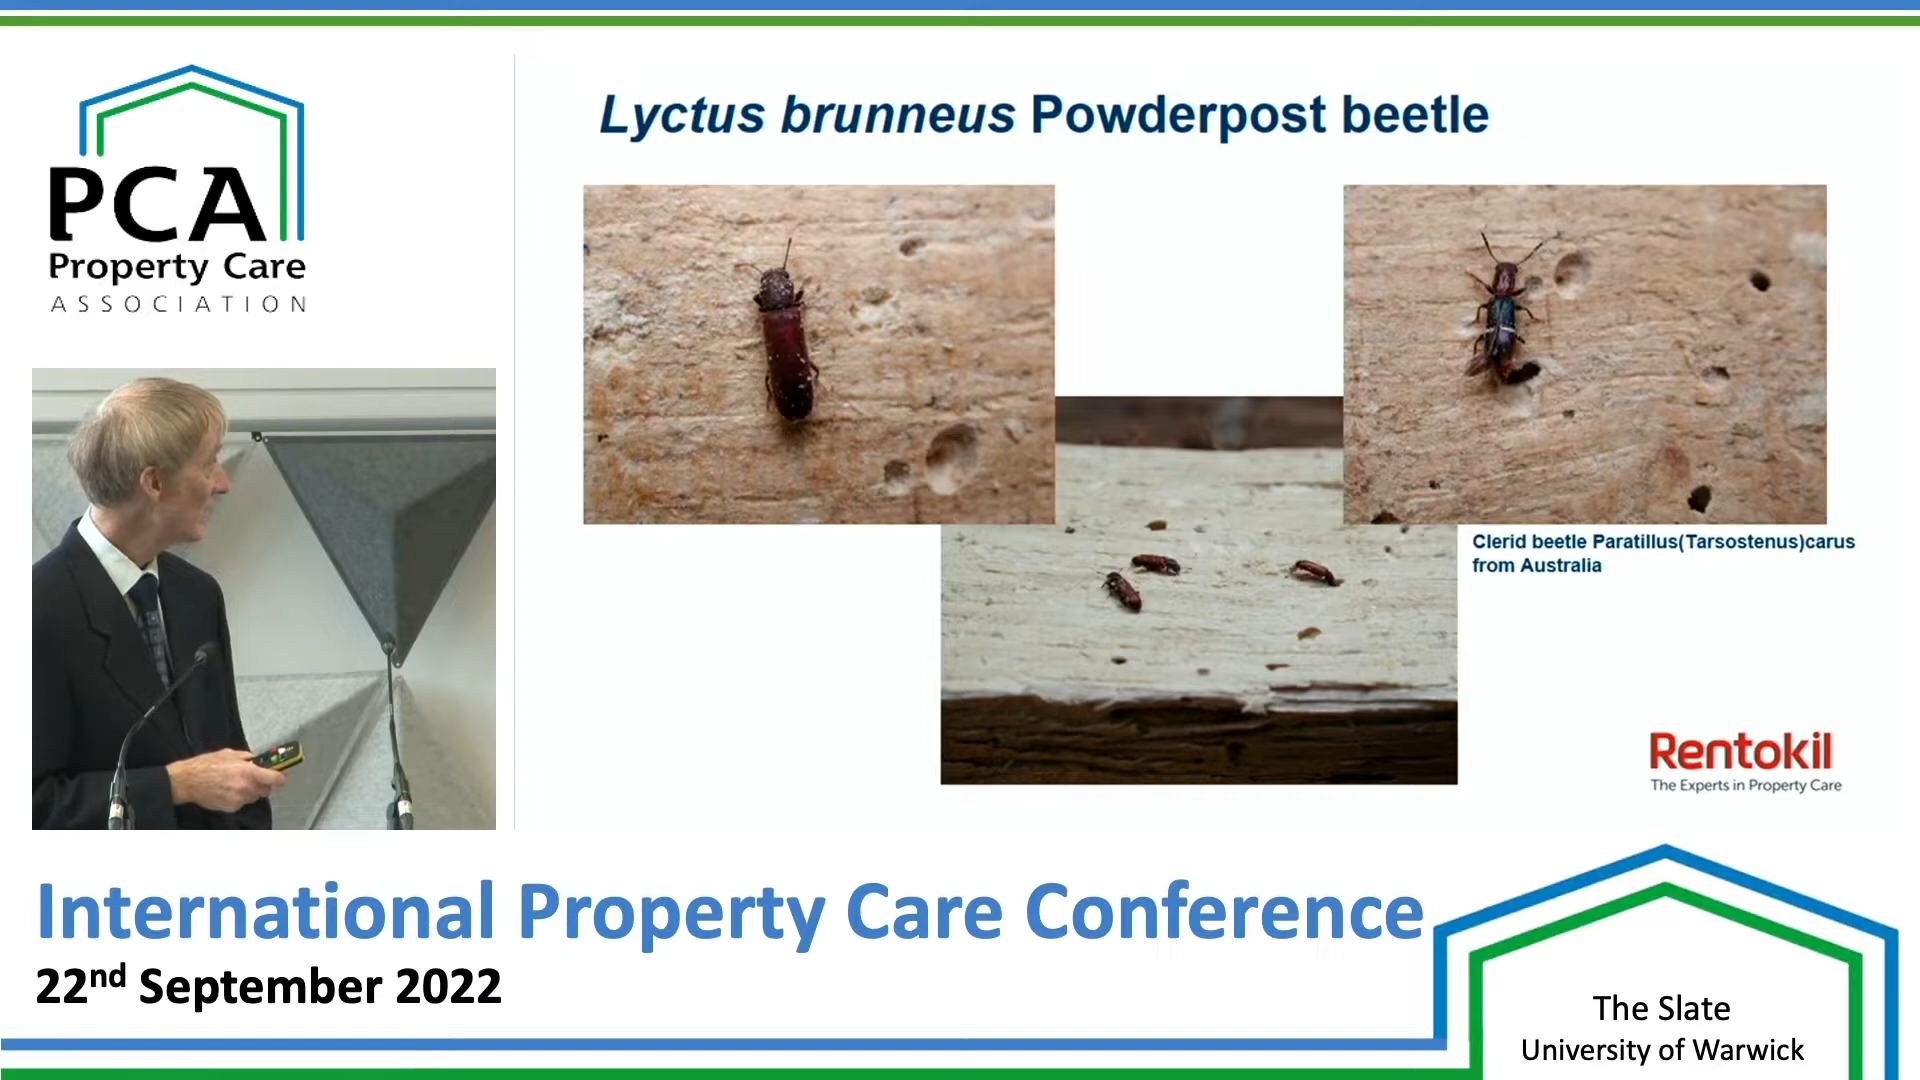 PCA
Property Care
ASSOCIATION
Lyctus brunneus Powderpost beetle
Clerid beetle Paratillus(Tarsostenus)carus
from Australia
Rentokil
The Experts in Property Care
International Property Care Conference
22nd September 2022
The Slate
University of Warwick